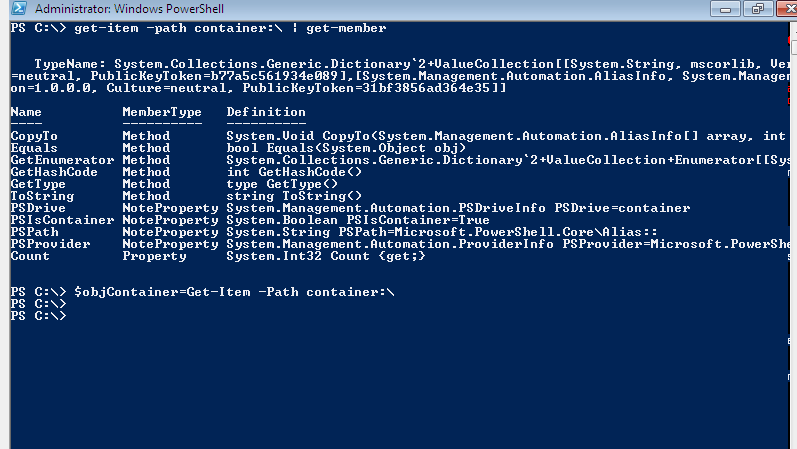 Administrator: Windows PowerShell
PS C:\> get-item -path container:\ | get-member
TypeName: System.Collections.Generic.Dictionary`2+ValueCollection[[System.String, mscorlib, Ver
=neutral, PublicKeyToken=b77a5c561934e089],[System.Management.Automation.AliasInfo, System.Manage
on=1.0.0.0, Culture=neutral, PublicKeyToken=31bf3856ad364e35]]
Name MemberType Definition
---- ---------- ----------
CopyTo Method System.Void CopyTo(System.Management.Automation.AliasInfo[] array, int
Equals Method bool Equals(System.Object obj)
GetEnumerator Method System.Collections.Generic.Dictionary`2+ValueCollection+Enumerator[[Sys
GetHashCode Method int GetHashCode()
GetType Method type GetType()
ToString Method string ToString()
PSDrive NoteProperty System.Management.Automation.PSDriveInfo PSDrive=container
PSIsContainer NoteProperty System.Boolean PSIsContainer=True
PSPath NoteProperty System.String PSPath=Microsoft.PowerShell.Core\Alias::
PSProvider NoteProperty System.Management.Automation.ProviderInfo PSProvider=Microsoft.PowerShe
Count Property System.Int32 Count {get;}
PS C:\> $objContainer=Get-Item -Path container:\
PS C:\>
PS C:\>